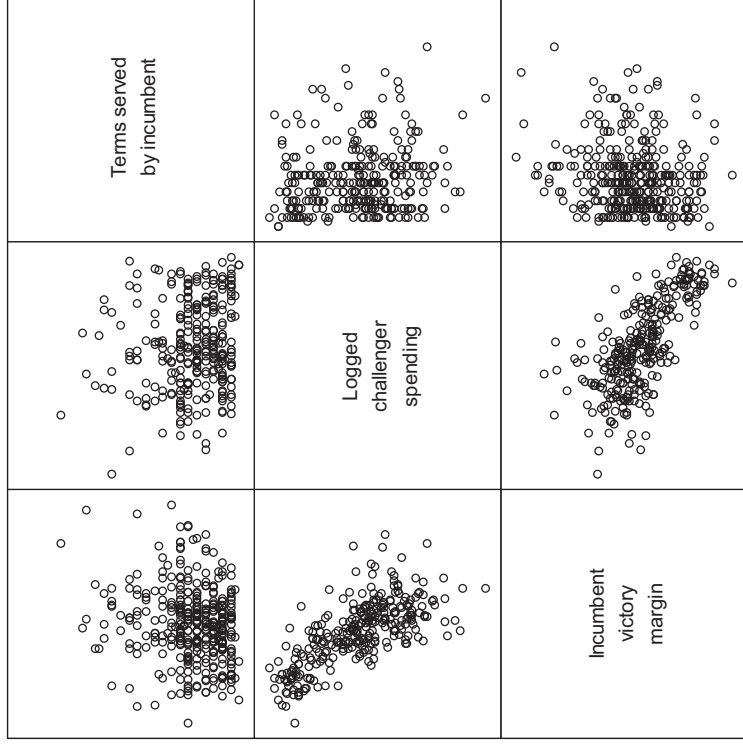 Terms served
by incumbent
Logged
challenger
spending
Incumbent
victory
margin